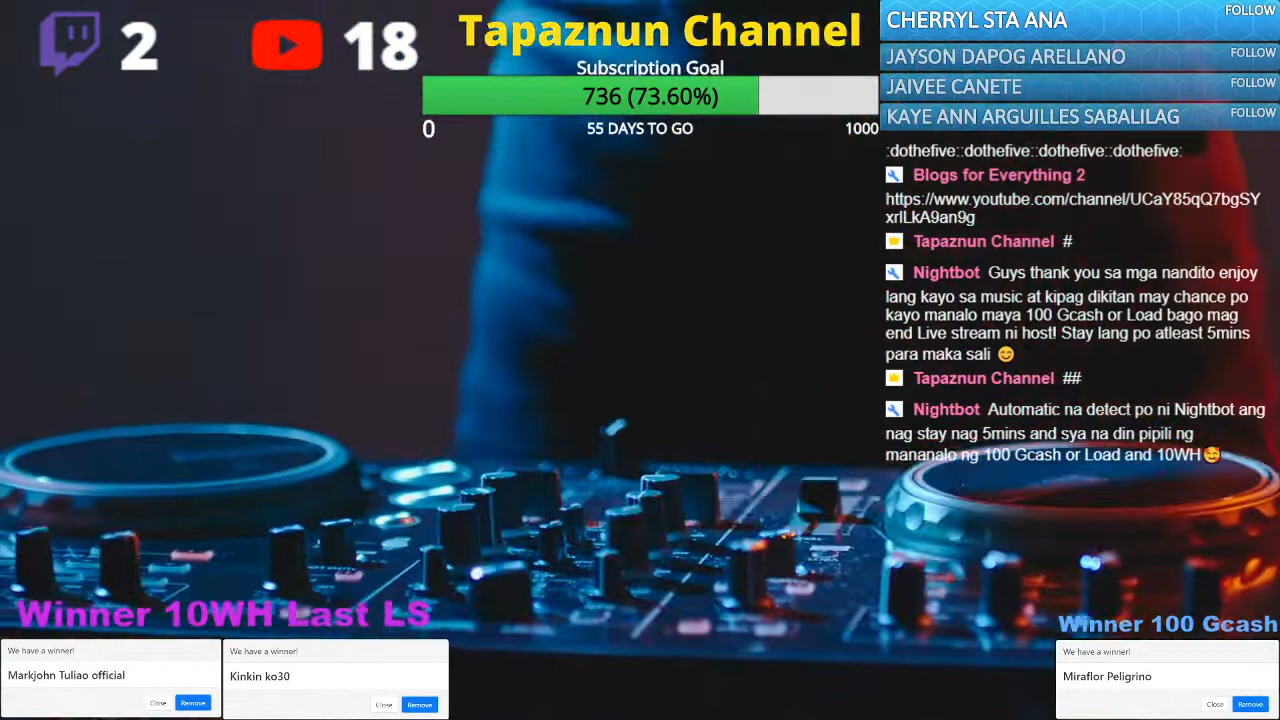 2
18
Tapaznun Channel
Subscription Goal
736 (73.60%)
0
55 DAYS TO GO
1000
CHERRYL STA ANA
FOLLOW
JAYSON DAPOG ARELLANO
FOLLOW
JAIVEE CANETE
FOLLOW
KAYE ANN ARGUILLES SABALILAG
FOLLOW
:dothefive::dothefive::dothefive::dothefive:
Blogs for Everything 2
https://www.youtube.com/channel/UCaY85qQ7bgSY
xrlLkA9an9g
Tapaznun Channel #
Nightbot Guys thank you sa mga nandito enjoy
lang kayo sa music at kipag dikitan may chance po
kayo manalo maya 100 Gcash or Load bago mag
end Live stream ni host! Stay lang po atleast 5mins
para maka sali 😊
Tapaznun Channel ##
Nightbot Automatic na detect po ni Nightbot ang
nag stay nag 5mins and sya na din pipili ng
mananalo ng 100 Gcash or Load and 10WH🥰
Winner 10WH Last LS
We have a winner!
Markjohn Tuliao official
Close
Remove
We have a winner!
Kinkin ko30
Close
Remove
Winner 100 Gcash
We have a winner!
Miraflor Peligrino
Close
Remove